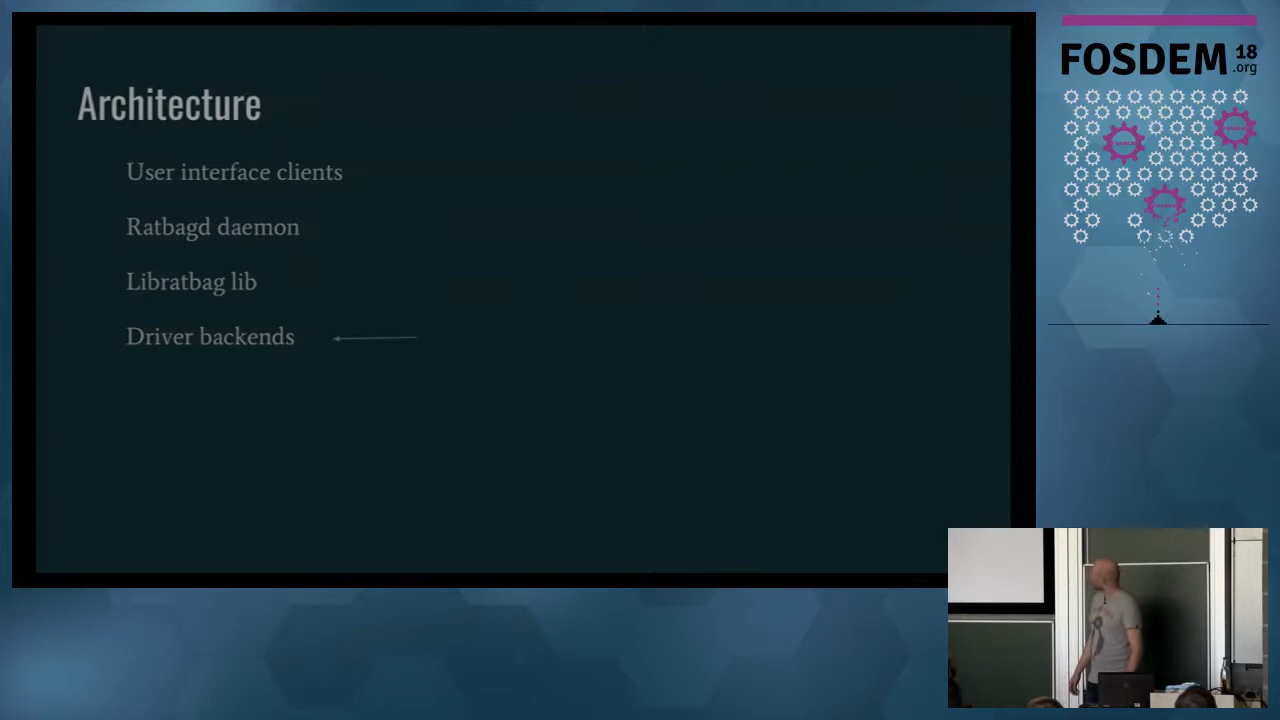 Architecture
User interface clients
Ratbagd daemon
Libratbag lib
Driver backends
FOSDEM 18
.org